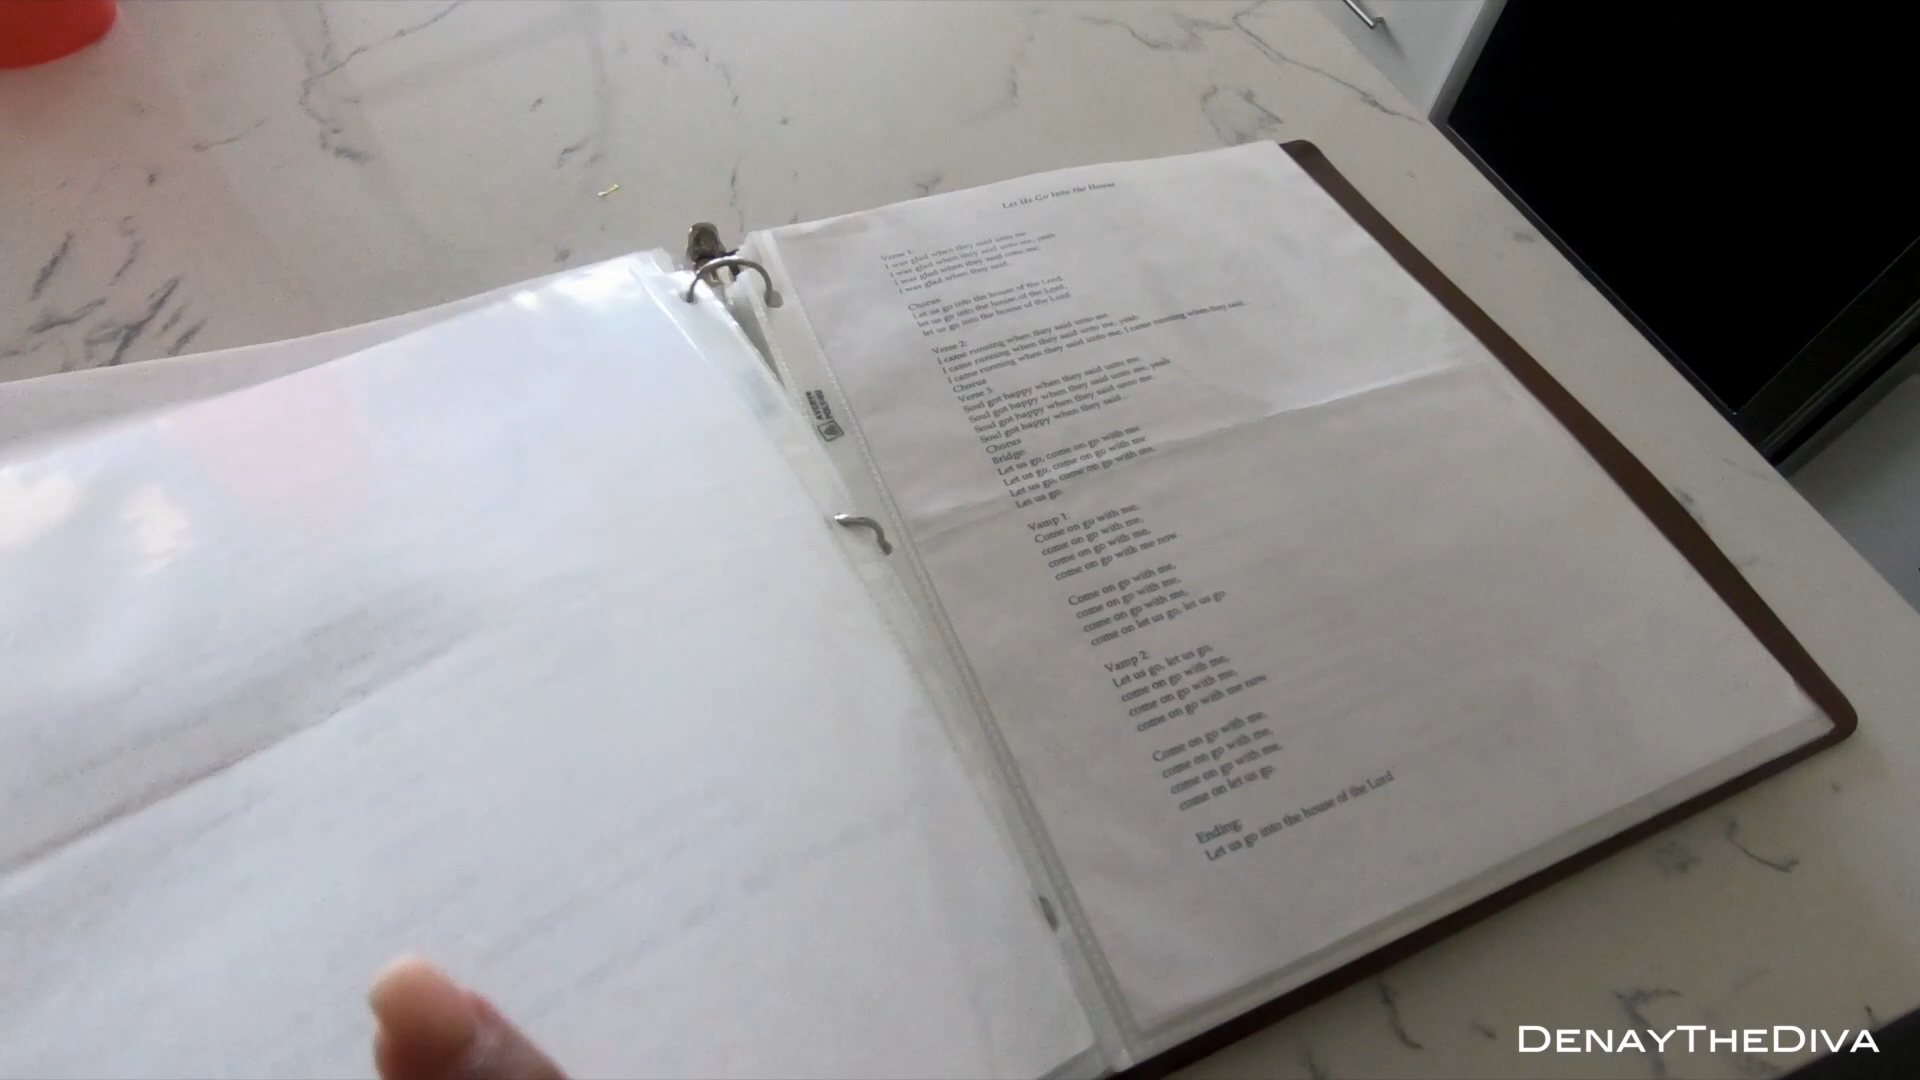 Let Us Go Into the House
Verse 1:
I was glad when they said unto me
I was glad when they said unto me, yeah
I was glad when they said unto me,
I was glad when they said...
Chorus
Let us go into the house of the Lord,
let us go into the house of the Lord,
let us go into the house of the Lord
Verse 2:
I came running when they said unto me
I came running when they said unto me, yeah
I came running when they said unto me, I came running when they said.
Chorus
Verse 3:
Soul got happy when they said unto me
Soul got happy when they said unto me, yeah
Soul got happy when they said unto me.
Soul got happy when they said...
Chorus
Bridge:
Let us go, come on go with me
Let us go, come on go with me
Let us go, come on go with me.
Let us go.
Vamp 1:
Come on go with me,
come on go with me,
come on go with me,
come on go with me now
Come on go with me,
come on go with me,
come on go with me,
come on let us go, let us go
Vamp 2:
Let us go, let us go,
come on go with me,
come on go with me,
come on go with me now
Come on go with me,
come on go with me,
come on go with me,
come on let us go.
Ending:
Let us go into the house of the Lord
AVERY
DENAYTHEDIVA